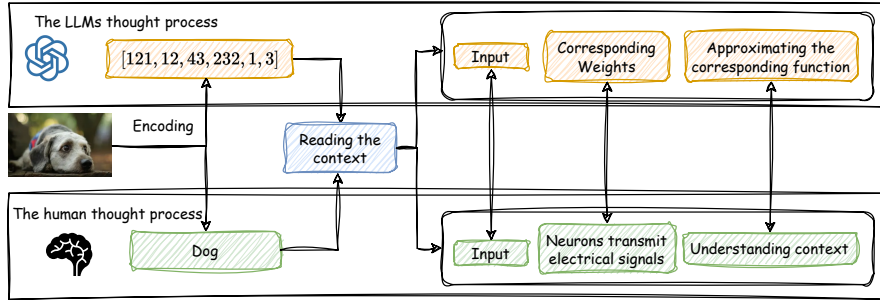 The LLMs thought process
[121, 12, 43, 232, 1, 3]
Input
Corresponding
Weights
Approximating the
corresponding function
Encoding
Reading the
context
The human thought process
Dog
Input
Neurons transmit
electrical signals
Understanding context